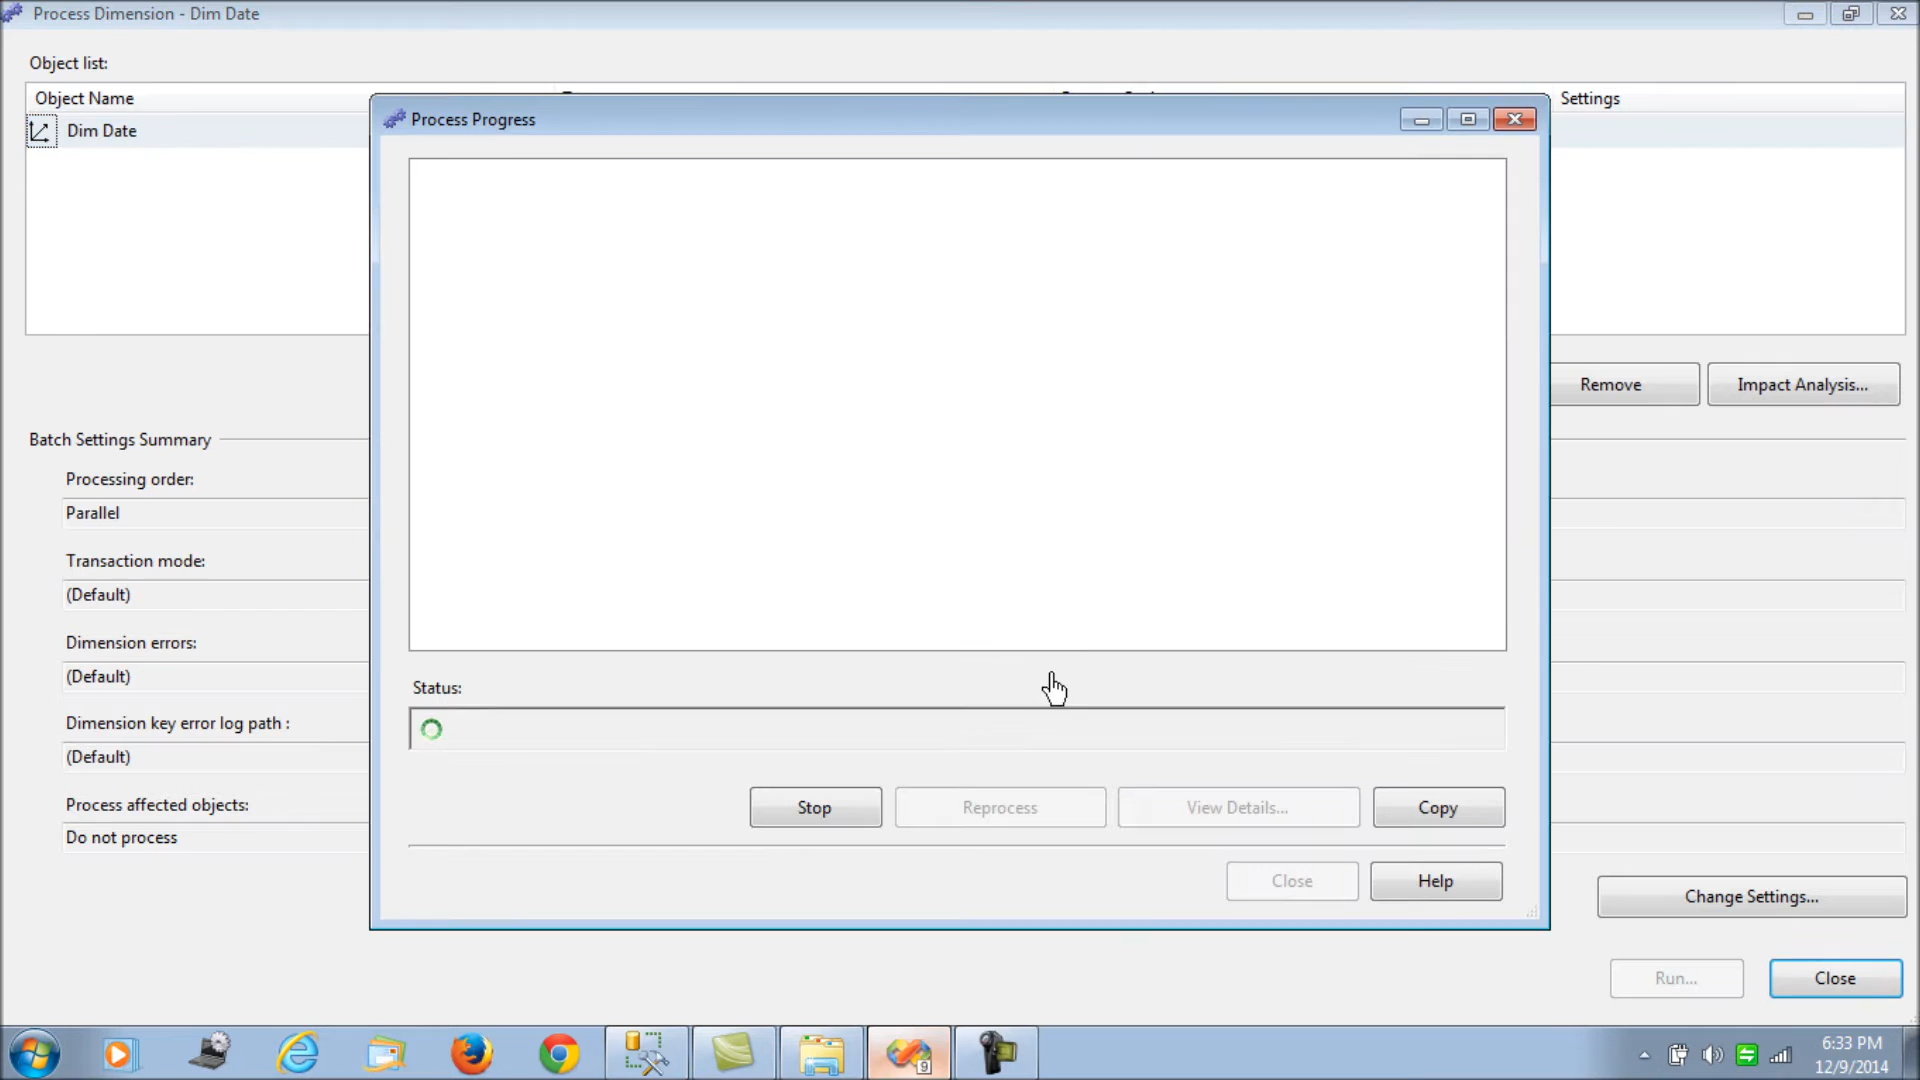 Process Dimension - Dim Date
Object list:
Object Name
Settings
Dim Date
Process Progress
Remove
Impact Analysis...
Batch Settings Summary
Processing order:
Parallel
Transaction mode:
(Default)
Dimension errors:
(Default)
Dimension key error log path :
(Default)
Process affected objects:
Do not process
Status:
Stop
Reprocess
View Details...
Copy
Close
Help
Change Settings...
Run...
Close
9
6:33 PM
12/9/2014